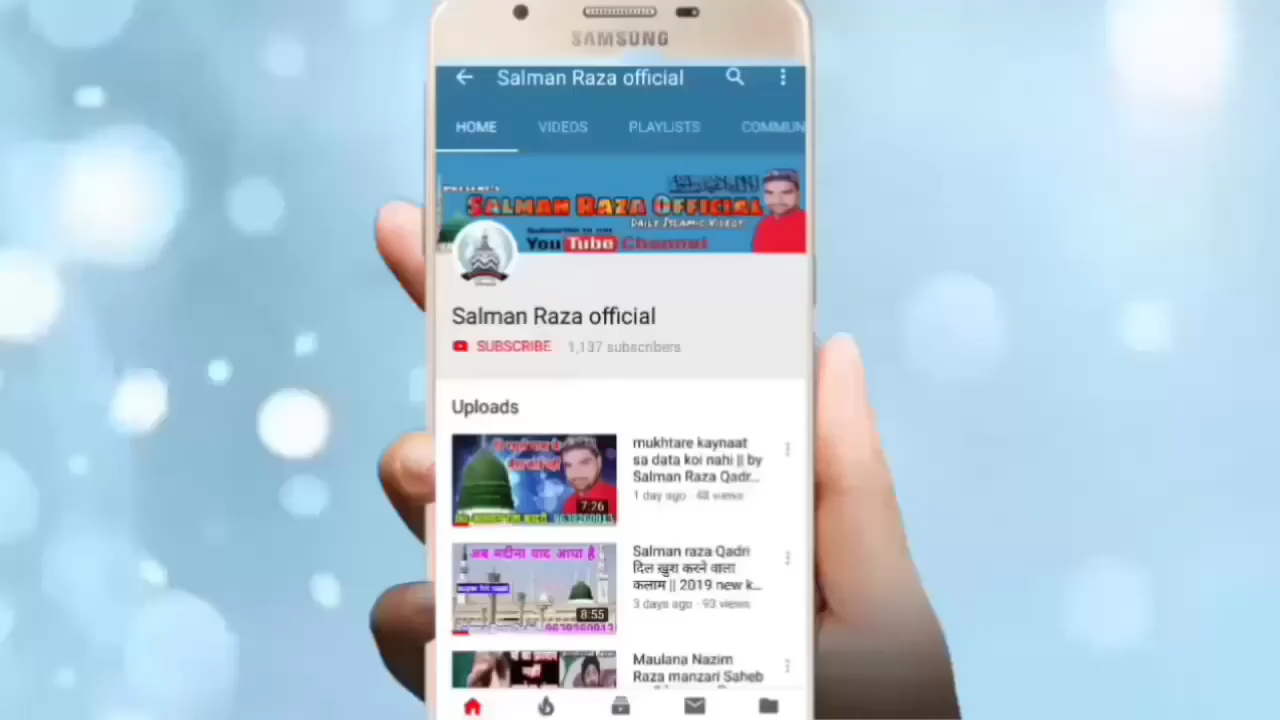 SAMSUNG
Salman Raza official
HOME VIDEOS PLAYLISTS COMMUN
SALMAN RAZA OFFICIAL
DAILY ISLAMIC VIDEO
You Tube Channel
Salman Raza official
SUBSCRIBE 1,137 subscribers
Uploads
mukhtare kaynaat
sa data koi nahi || by
Salman Raza Qadr...
1 day ago · 48 views
7:26
अब मदीना याद आया है
Salman raza Qadri
दिल खुश करने वाला
कलाम || 2019 new k...
3 days ago · 93 views
8:55
Maulana Nazim
Raza manzari Saheb